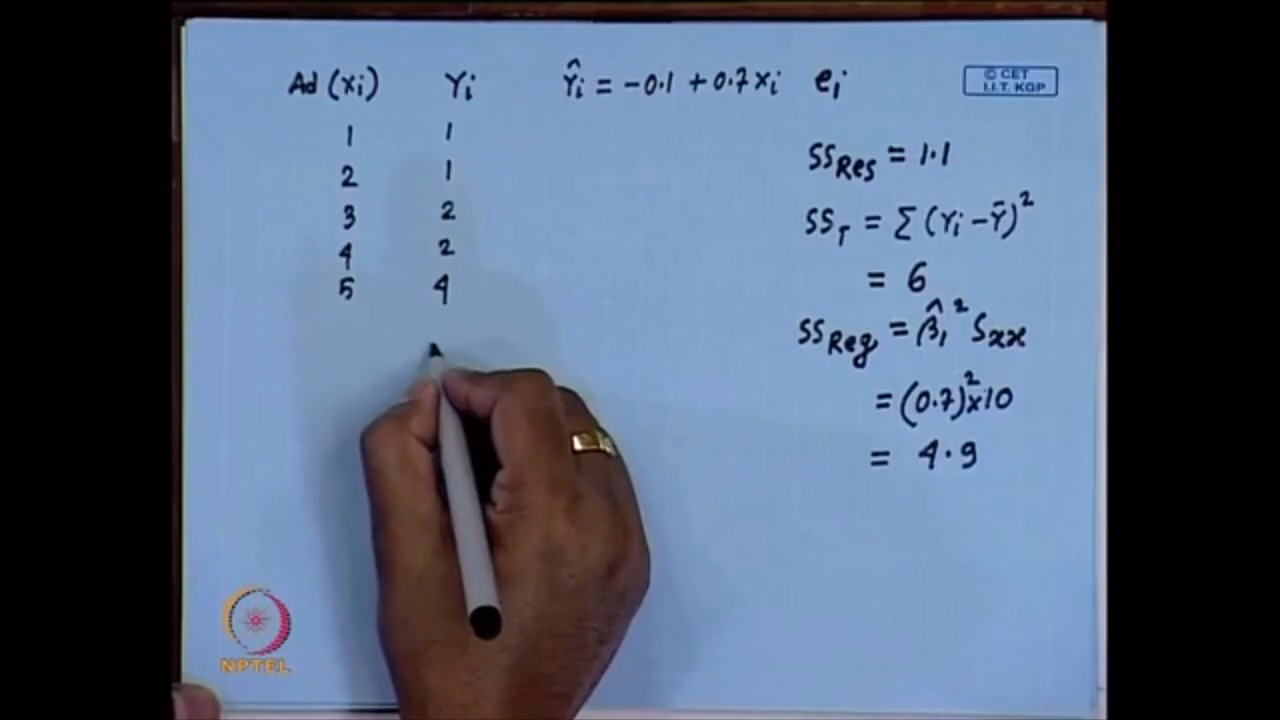 Ad (xi) Yi Ŷi = -0.1 + 0.7xi ei
© CET
I.I.T. KGP
1 1
2 1
3 2
4 2
5 4
SSRes = 1.1
SST = Σ (Yi - Ȳ)²
= 6
SSReg = β̂₁² Sxx
= (0.7)² × 10
= 4.9
NPTEL